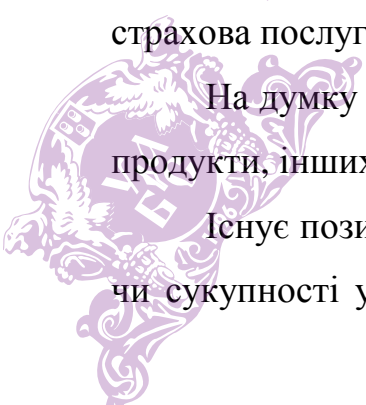 страхова послуг
На думку
продукти, інших
Існує пози
чи сукупності у